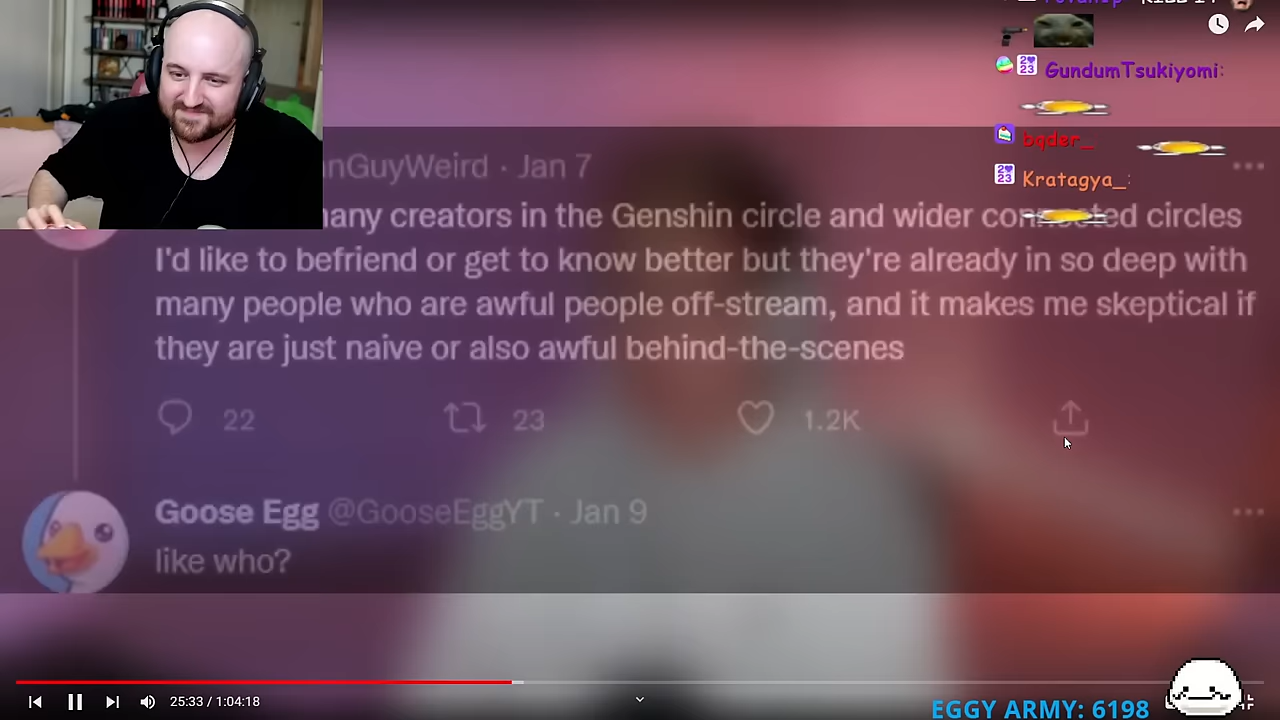 GundumTsukiyomi:
bqder_
Kratagya_:
nGuyWeird · Jan 7
many creators in the Genshin circle and wider connected circles
I'd like to befriend or get to know better but they're already in so deep with
many people who are awful people off-stream, and it makes me skeptical if
they are just naive or also awful behind-the-scenes
22 23 1.2K
Goose Egg @GooseEggYT · Jan 9
like who?
25:33 / 1:04:18
EGGY ARMY: 6198